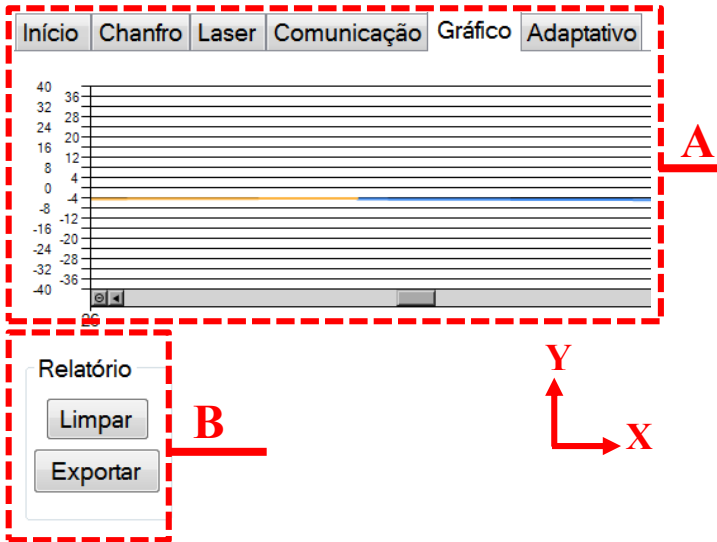 Início Chanfro Laser Comunicação Gráfico Adaptativo
40
36
32
28
24
20
16
12
8
4
0
-4
-8
-12
-16
-20
-24
-28
-32
-36
-40
26
A
Relatório
Limpar
Exportar
B
Y
X